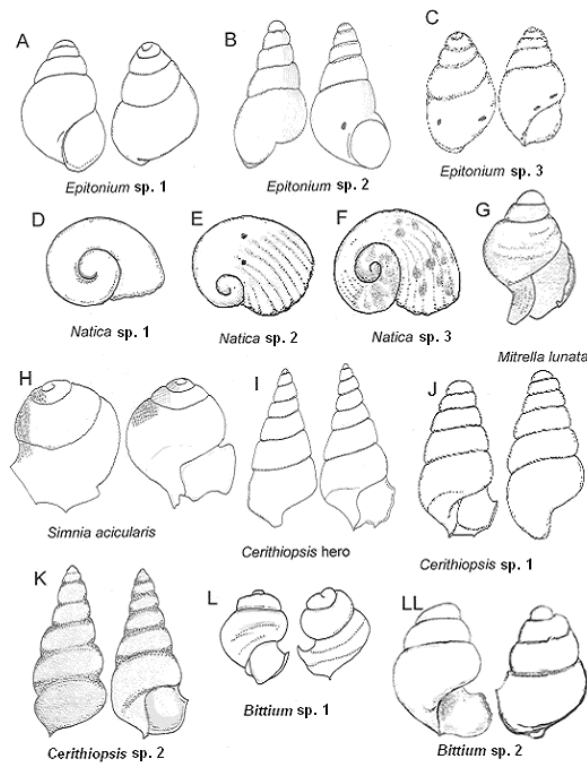 A
B
C
Epitonium sp. 1
Epitonium sp. 2
Epitonium sp. 3
D
E
F
G
Natica sp. 1
Natica sp. 2
Natica sp. 3
Mitrella lunata
H
I
J
Simnia acicularis
Cerithiopsis hero
Cerithiopsis sp. 1
K
L
LL
Cerithiopsis sp. 2
Bittium sp. 1
Bittium sp. 2